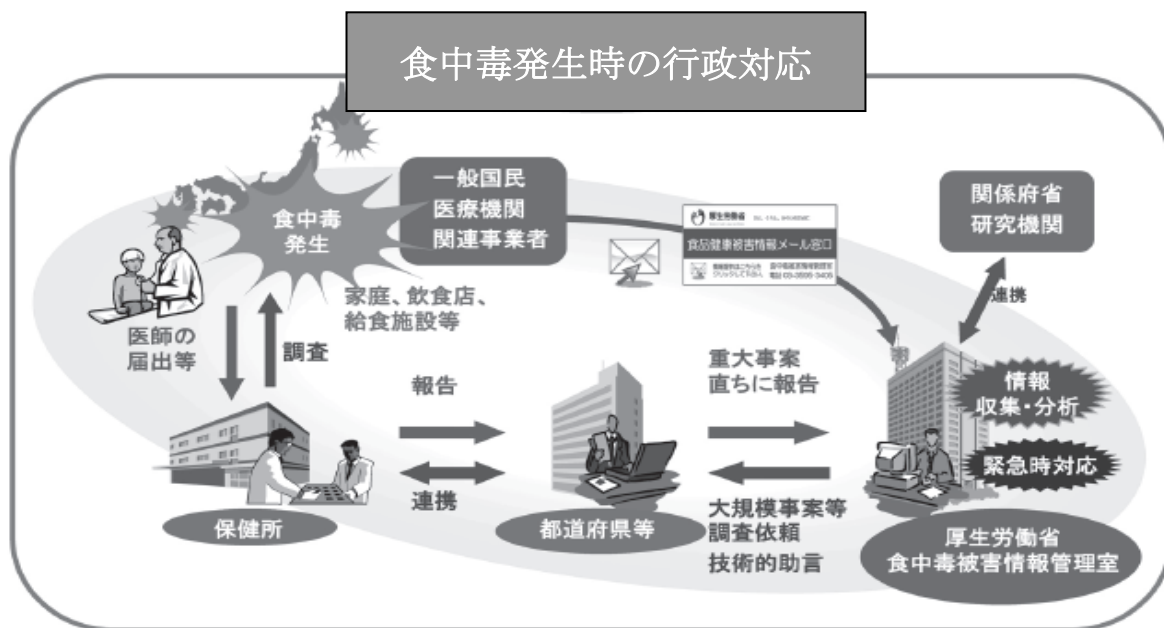 食中毒発生時の行政対応
食中毒
発生
一般国民
医療機関
関連事業者
厚生労働省
食品健康被害情報メール窓口
関係府省
研究機関
連携
家庭、飲食店、
給食施設等
医師の
届出等
調査
報告
連携
重大事案
直ちに報告
大規模事案等
調査依頼
技術的助言
情報
収集・分析
緊急時対応
保健所
都道府県等
厚生労働省
食中毒被害情報管理室